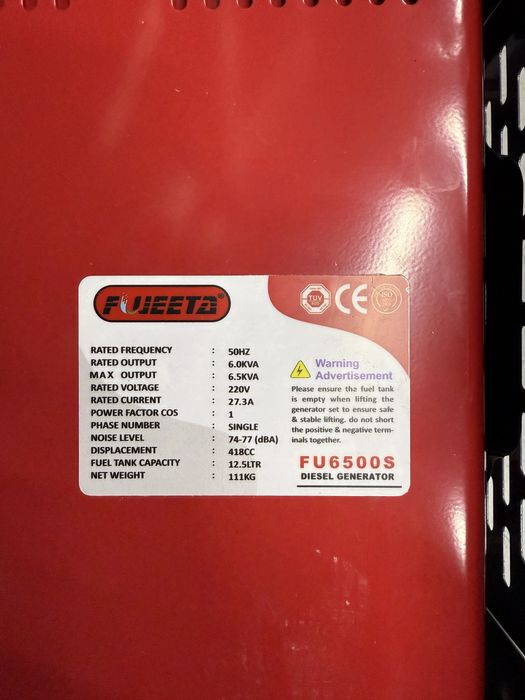 FUJEETA®
TUV
CE
ISO
RATED FREQUENCY : 50HZ
RATED OUTPUT : 6.0KVA
MAX OUTPUT : 6.5KVA
RATED VOLTAGE : 220V
RATED CURRENT : 27.3A
POWER FACTOR COS : 1
PHASE NUMBER : SINGLE
NOISE LEVEL : 74-77 (dBA)
DISPLACEMENT : 418CC
FUEL TANK CAPACITY : 12.5LTR
NET WEIGHT : 111KG
Warning
Advertisement
Please ensure the fuel tank
is empty when lifting the
generator set to ensure safe
& stable lifting. do not short
the positive & negative term-
inals together.
FU6500S
DIESEL GENERATOR